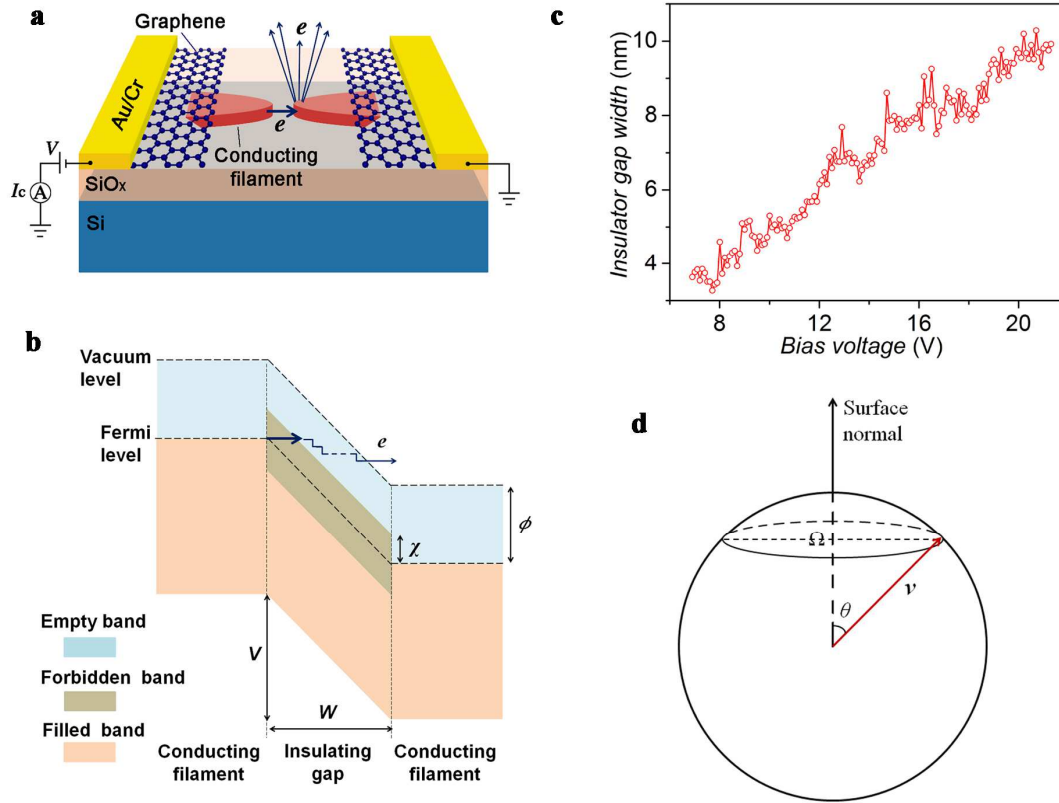 a
Graphene
e
Au/Cr
e
Conducting
filament
V
Ic
A
SiOx
Si
b
Vacuum
level
Fermi
level
e
χ
ϕ
Empty band
Forbidden band
Filled band
V
W
Conducting
filament
Insulating
gap
Conducting
filament
c
Insulator gap width (nm)
10
8
6
4
8
12
16
20
Bias voltage (V)
d
Surface
normal
Ω
θ
v